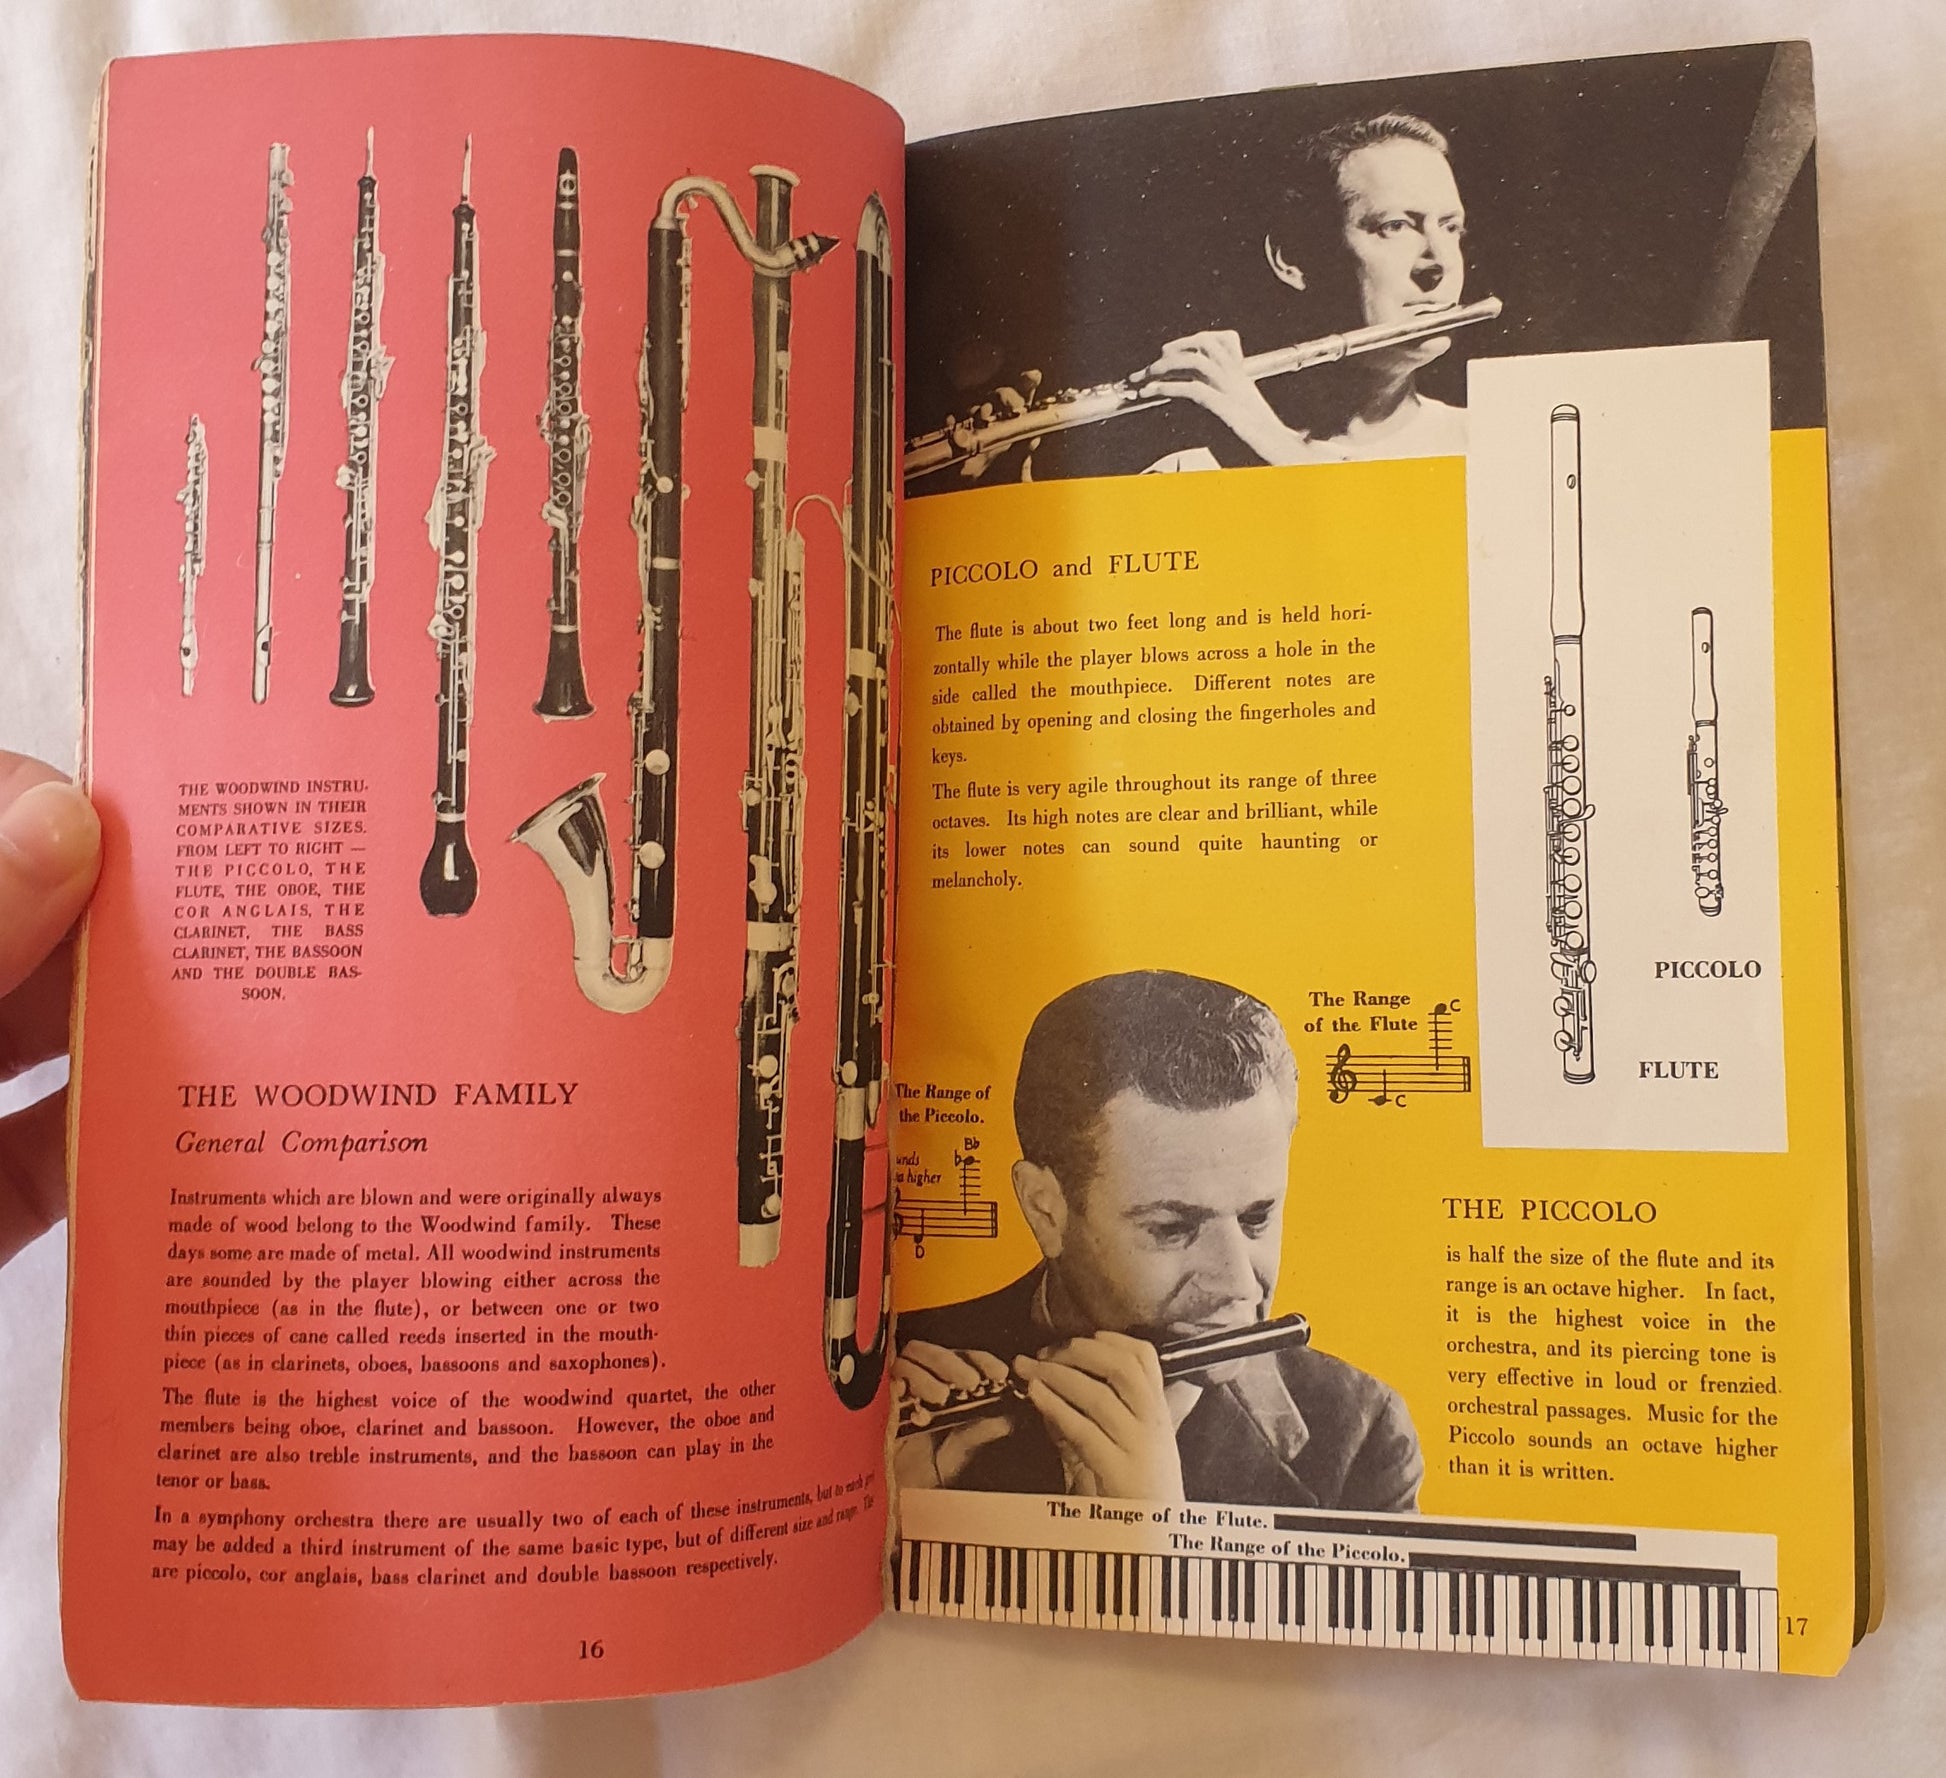 THE WOODWIND INSTRU-
MENTS SHOWN IN THEIR
COMPARATIVE SIZES.
FROM LEFT TO RIGHT —
THE PICCOLO, THE
FLUTE, THE OBOE, THE
COR ANGLAIS, THE
CLARINET, THE BASS
CLARINET, THE BASSOON
AND THE DOUBLE BAS-
SOON.
THE WOODWIND FAMILY
General Comparison
Instruments which are blown and were originally always
made of wood belong to the Woodwind family. These
days some are made of metal. All woodwind instruments
are sounded by the player blowing either across the
mouthpiece (as in the flute), or between one or two
thin pieces of cane called reeds inserted in the mouth-
piece (as in clarinets, oboes, bassoons and saxophones).
The flute is the highest voice of the woodwind quartet, the other
members being oboe, clarinet and bassoon. However, the oboe and
clarinet are also treble instruments, and the bassoon can play in the
tenor or bass.
In a symphony orchestra there are usually two of each of these instruments, but to each
may be added a third instrument of the same basic type, but of different size and range.
are piccolo, cor anglais, bass clarinet and double bassoon respectively.
16
PICCOLO and FLUTE
The flute is about two feet long and is held hori-
zontally while the player blows across a hole in the
side called the mouthpiece. Different notes are
obtained by opening and closing the fingerholes and
keys.
The flute is very agile throughout its range of three
octaves. Its high notes are clear and brilliant, while
its lower notes can sound quite haunting or
melancholy.
PICCOLO
FLUTE
The Range
of the Flute
C
C
The Range of
the Piccolo.
Bb
higher
D
THE PICCOLO
is half the size of the flute and its
range is an octave higher. In fact,
it is the highest voice in the
orchestra, and its piercing tone is
very effective in loud or frenzied
orchestral passages. Music for the
Piccolo sounds an octave higher
than it is written.
The Range of the Flute.
The Range of the Piccolo.
17